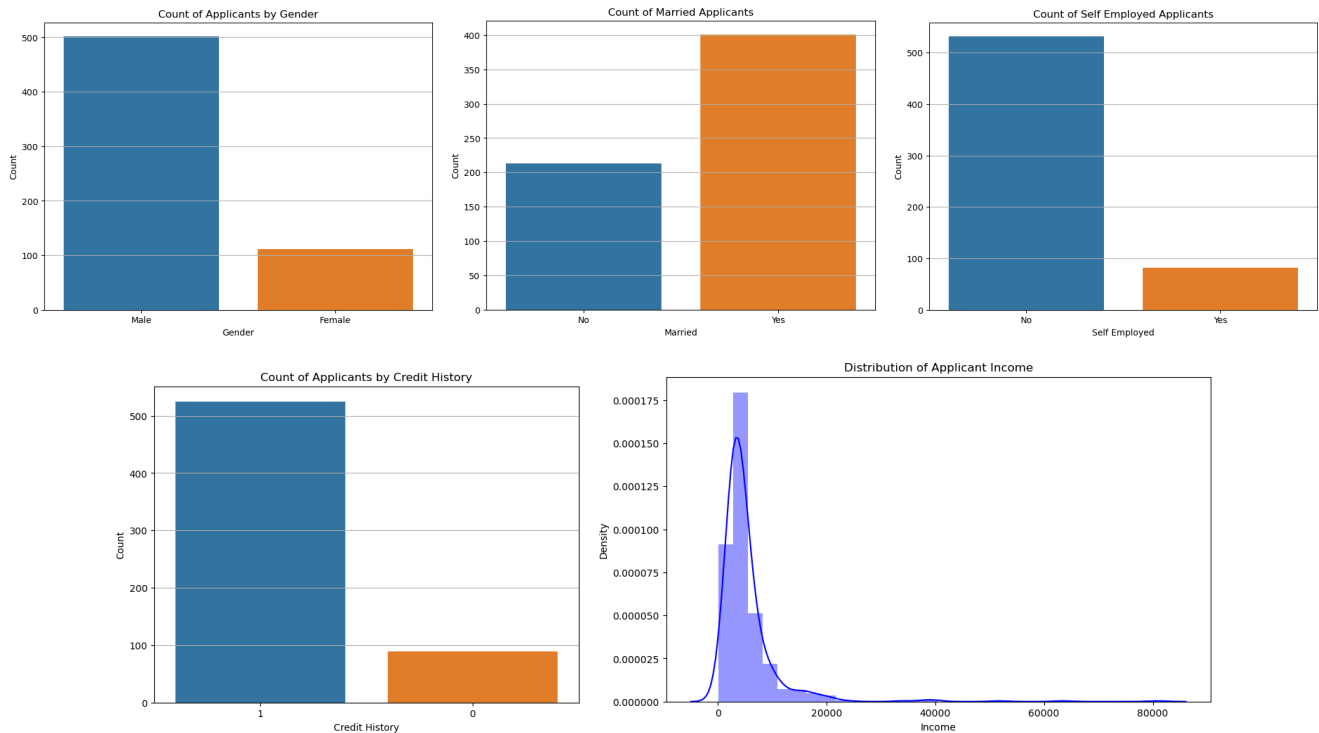 Count of Applicants by Gender
500
400
300
200
100
0
Count
Male
Female
Gender
Count of Married Applicants
400
350
300
250
200
150
100
50
0
Count
No
Yes
Married
Count of Self Employed Applicants
500
400
300
200
100
0
Count
No
Yes
Self Employed
Count of Applicants by Credit History
500
400
300
200
100
0
Count
1
0
Credit History
Distribution of Applicant Income
0.000175
0.000150
0.000125
0.000100
0.000075
0.000050
0.000025
0.000000
Density
0
20000
40000
60000
80000
Income